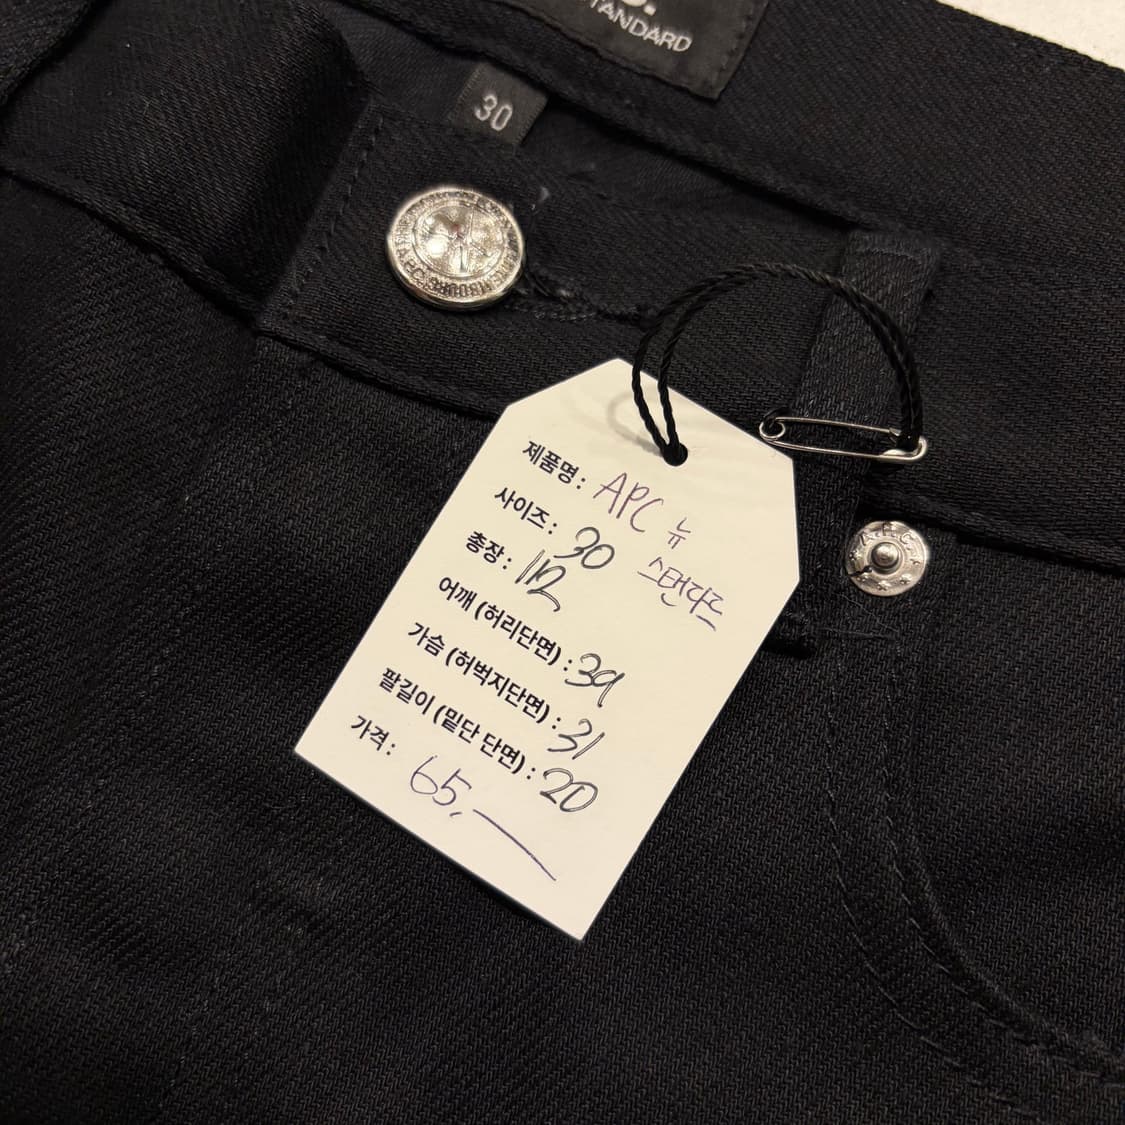 STANDARD
30
제품명: APC 뉴
스탠다드
사이즈: 30
총장: 112
어깨 (허리단면): 39
가슴 (허벅지단면): 31
팔길이 (밑단 단면): 20
가격: 65,—
A.P.C.